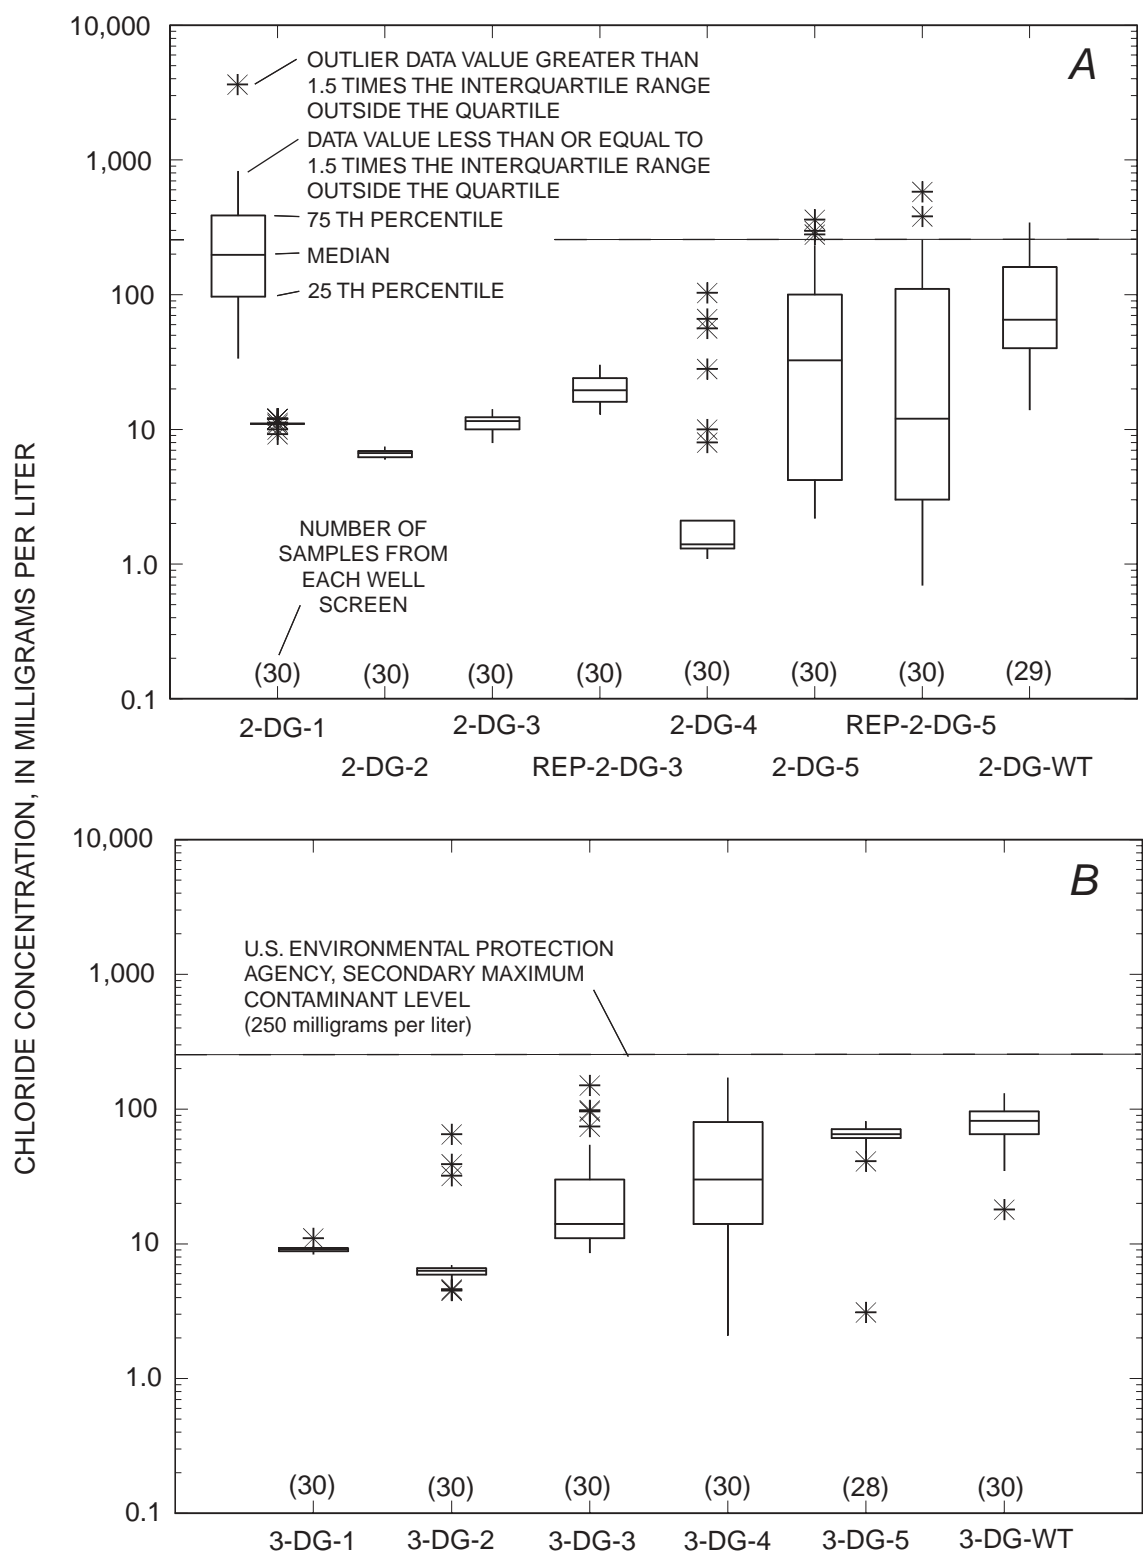 CHLORIDE CONCENTRATION, IN MILLIGRAMS PER LITER
10,000
1,000
100
10
1.0
0.1
A
OUTLIER DATA VALUE GREATER THAN
1.5 TIMES THE INTERQUARTILE RANGE
OUTSIDE THE QUARTILE
DATA VALUE LESS THAN OR EQUAL TO
1.5 TIMES THE INTERQUARTILE RANGE
OUTSIDE THE QUARTILE
75 TH PERCENTILE
MEDIAN
25 TH PERCENTILE
NUMBER OF
SAMPLES FROM
EACH WELL
SCREEN
(30) (30) (30) (30) (30) (30) (30) (29)
2-DG-1 2-DG-3 2-DG-4 REP-2-DG-5
2-DG-2 REP-2-DG-3 2-DG-5 2-DG-WT
10,000
1,000
100
10
1.0
0.1
B
U.S. ENVIRONMENTAL PROTECTION
AGENCY, SECONDARY MAXIMUM
CONTAMINANT LEVEL
(250 milligrams per liter)
(30) (30) (30) (30) (28) (30)
3-DG-1 3-DG-2 3-DG-3 3-DG-4 3-DG-5 3-DG-WT